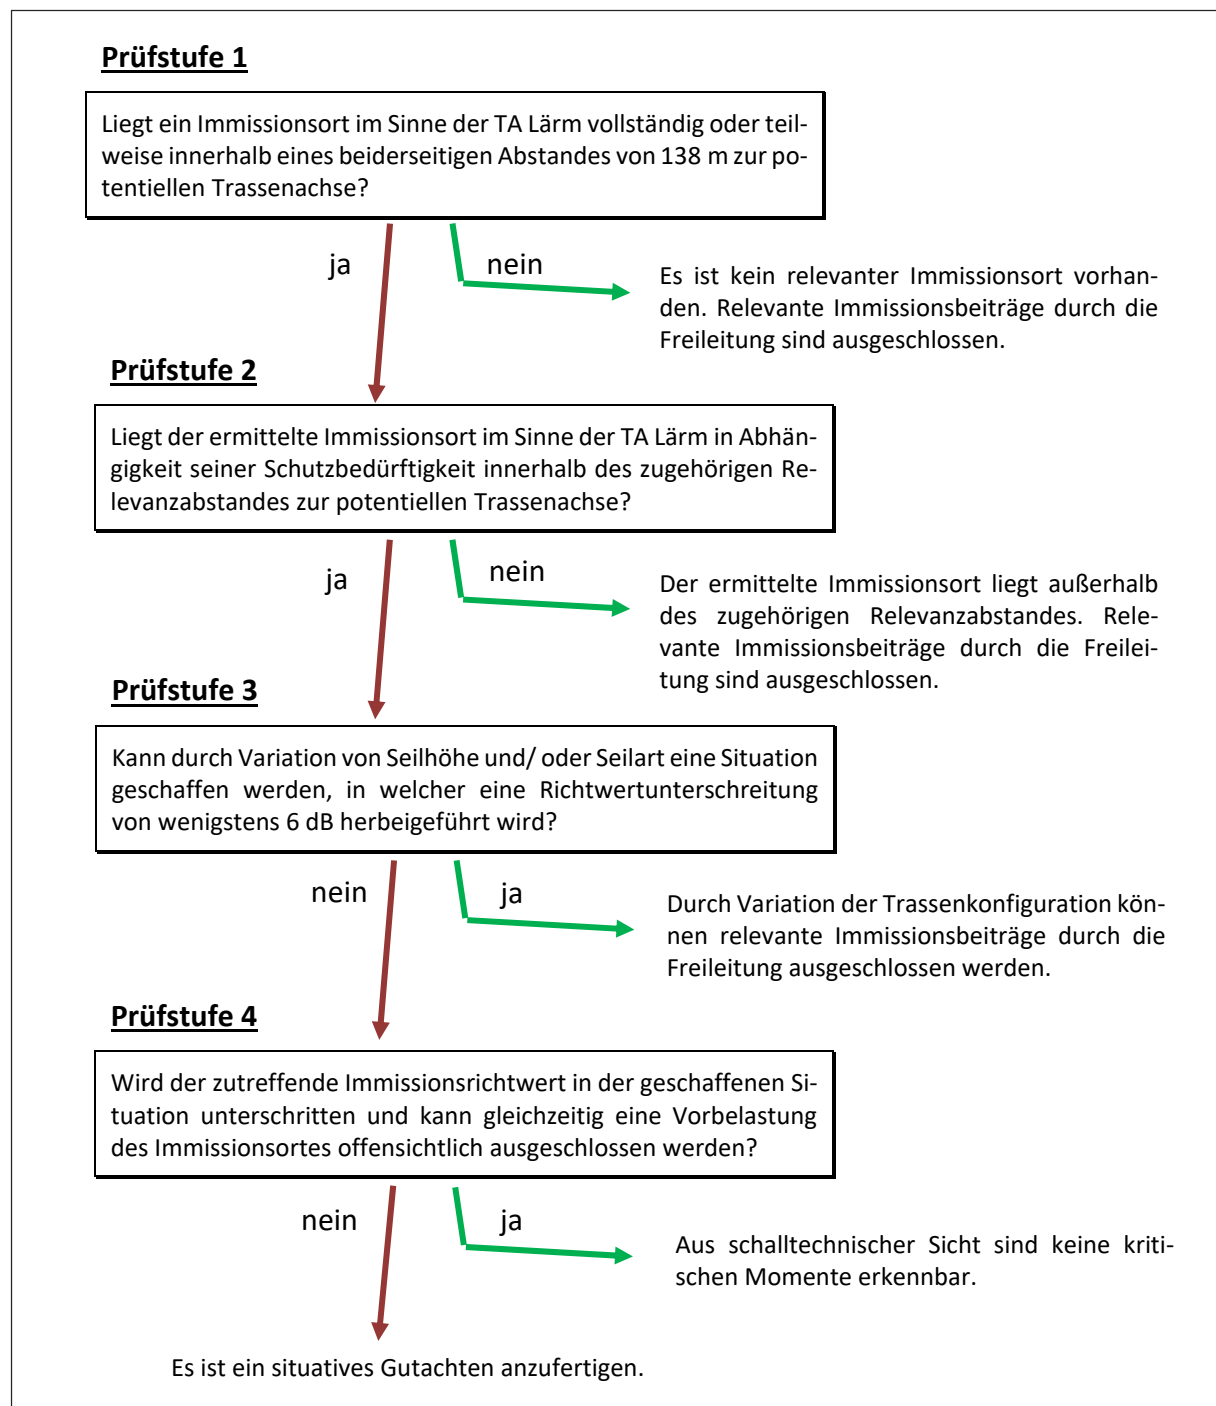 Prüfstufe 1
Liegt ein Immissionsort im Sinne der TA Lärm vollständig oder teil-
weise innerhalb eines beiderseitigen Abstandes von 138 m zur po-
tentiellen Trassenachse?
ja
nein
Es ist kein relevanter Immissionsort vorhan-
den. Relevante Immissionsbeiträge durch die
Freileitung sind ausgeschlossen.
Prüfstufe 2
Liegt der ermittelte Immissionsort im Sinne der TA Lärm in Abhän-
gigkeit seiner Schutzbedürftigkeit innerhalb des zugehörigen Re-
levanzabstandes zur potentiellen Trassenachse?
ja
nein
Der ermittelte Immissionsort liegt außerhalb
des zugehörigen Relevanzabstandes. Rele-
vante Immissionsbeiträge durch die Freilei-
tung sind ausgeschlossen.
Prüfstufe 3
Kann durch Variation von Seilhöhe und/ oder Seilart eine Situation
geschaffen werden, in welcher eine Richtwertunterschreitung
von wenigstens 6 dB herbeigeführt wird?
nein
ja
Durch Variation der Trassenkonfiguration kön-
nen relevante Immissionsbeiträge durch die
Freileitung ausgeschlossen werden.
Prüfstufe 4
Wird der zutreffende Immissionsrichtwert in der geschaffenen Si-
tuation unterschritten und kann gleichzeitig eine Vorbelastung
des Immissionsortes offensichtlich ausgeschlossen werden?
nein
ja
Aus schalltechnischer Sicht sind keine kriti-
schen Momente erkennbar.
Es ist ein situatives Gutachten anzufertigen.